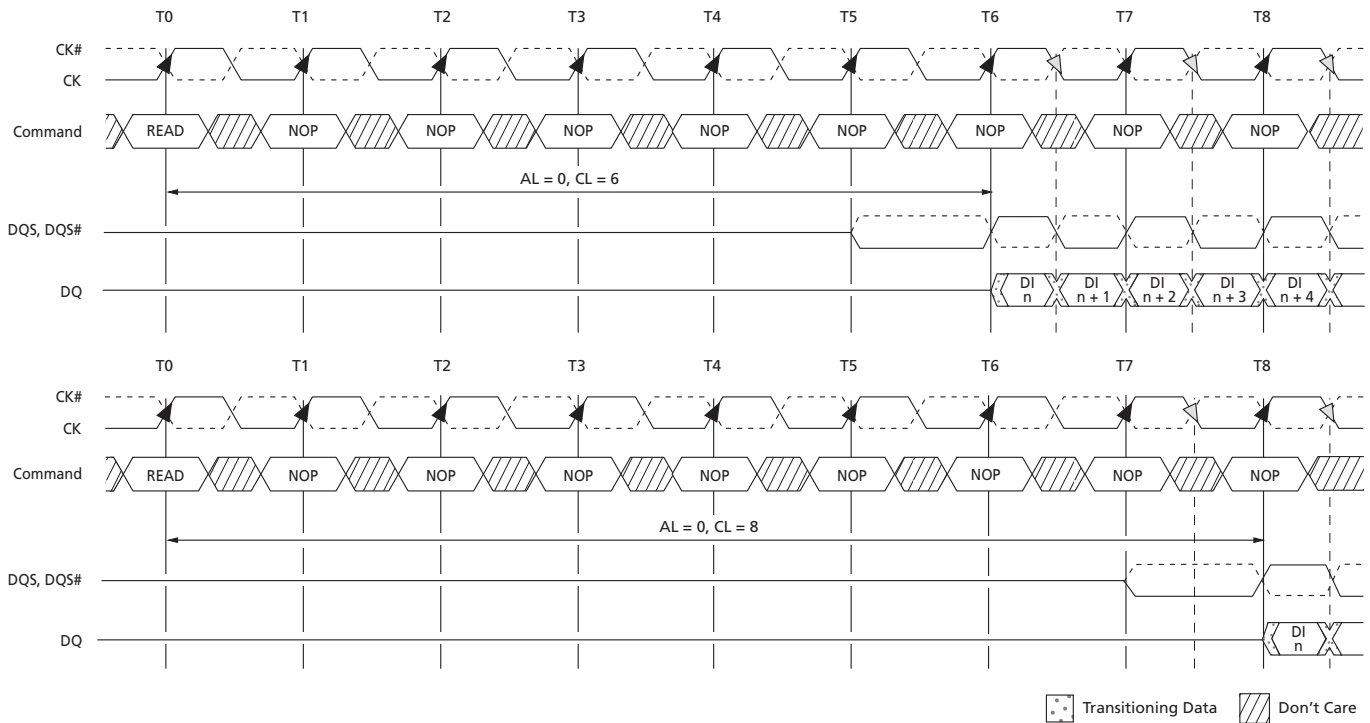 T0 T1 T2 T3 T4 T5 T6 T7 T8
CK#
CK
Command READ NOP NOP NOP NOP NOP NOP NOP NOP
AL = 0, CL = 6
DQS, DQS#
DQ DI n DI n + 1 DI n + 2 DI n + 3 DI n + 4
T0 T1 T2 T3 T4 T5 T6 T7 T8
CK#
CK
Command READ NOP NOP NOP NOP NOP NOP NOP NOP
AL = 0, CL = 8
DQS, DQS#
DQ DI n
Transitioning Data Don't Care